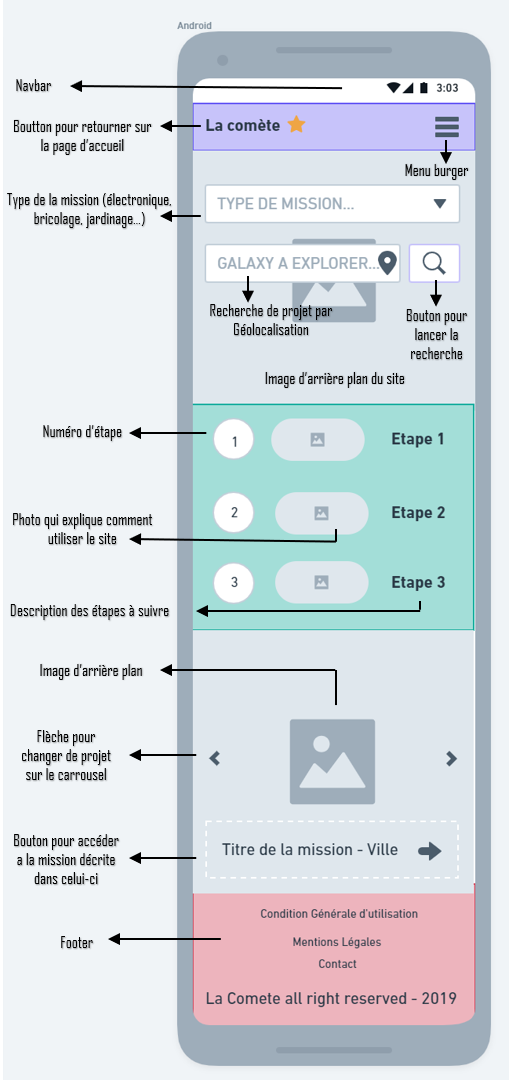 Android
3:03
Navbar
La comète
Boutton pour retourner sur
la page d'accueil
Menu burger
Type de la mission (électronique,
bricolage, jardinage...)
TYPE DE MISSION...
GALAXY A EXPLORER...
Recherche de projet par
Géolocalisation
Bouton pour
lancer la
recherche
Image d'arrière plan du site
Numéro d'étape
1
Etape 1
2
Etape 2
Photo qui explique comment
utiliser le site
3
Etape 3
Description des étapes à suivre
Image d'arrière plan
Flèche pour
changer de projet
sur le carrousel
Bouton pour accéder
a la mission décrite
dans celui-ci
Titre de la mission - Ville
Condition Générale d'utilisation
Mentions Légales
Contact
Footer
La Comete all right reserved - 2019